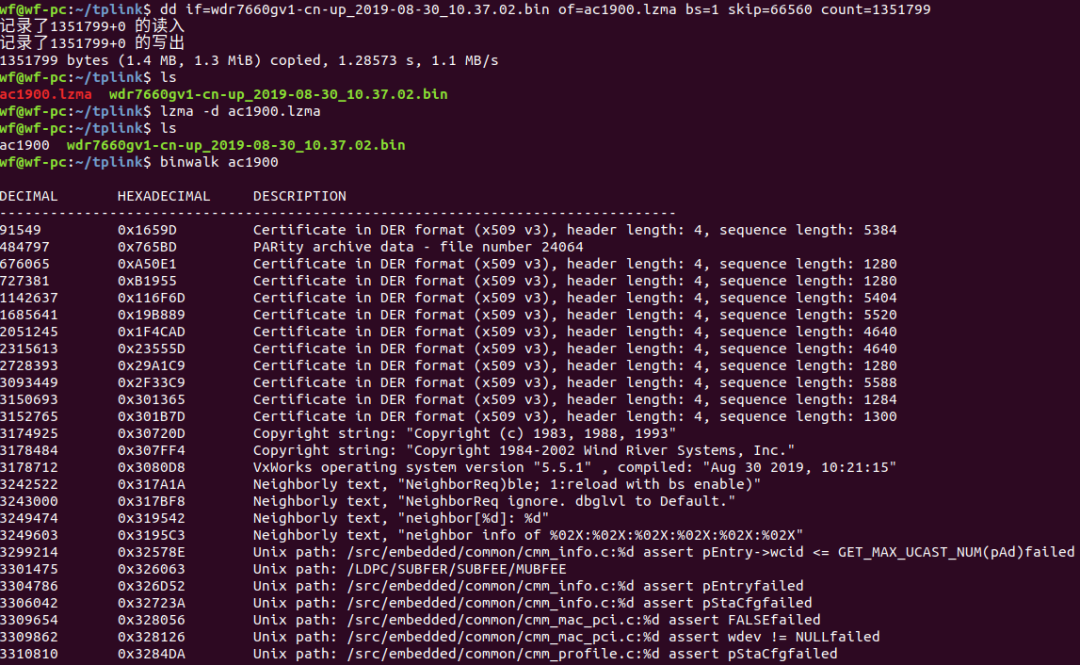 wf@wf-pc:~/tplink$ dd if=wdr7660gv1-cn-up_2019-08-30_10.37.02.bin of=ac1900.lzma bs=1 skip=66560 count=1351799
记录了1351799+0 的读入
记录了1351799+0 的写出
1351799 bytes (1.4 MB, 1.3 MiB) copied, 1.28573 s, 1.1 MB/s
wf@wf-pc:~/tplink$ ls
ac1900.lzma  wdr7660gv1-cn-up_2019-08-30_10.37.02.bin
wf@wf-pc:~/tplink$ lzma -d ac1900.lzma
wf@wf-pc:~/tplink$ ls
ac1900  wdr7660gv1-cn-up_2019-08-30_10.37.02.bin
wf@wf-pc:~/tplink$ binwalk ac1900
DECIMAL       HEXADECIMAL     DESCRIPTION
--------------------------------------------------------------------------------
91549         0x1659D         Certificate in DER format (x509 v3), header length: 4, sequence length: 5384
484797        0x765BD         PARity archive data - file number 24064
676065        0xA50E1         Certificate in DER format (x509 v3), header length: 4, sequence length: 1280
727381        0xB1955         Certificate in DER format (x509 v3), header length: 4, sequence length: 1280
1142637       0x116F6D        Certificate in DER format (x509 v3), header length: 4, sequence length: 5404
1685641       0x19B889        Certificate in DER format (x509 v3), header length: 4, sequence length: 5520
2051245       0x1F4CAD        Certificate in DER format (x509 v3), header length: 4, sequence length: 4640
2315613       0x23555D        Certificate in DER format (x509 v3), header length: 4, sequence length: 4640
2728393       0x29A1C9        Certificate in DER format (x509 v3), header length: 4, sequence length: 1280
3093449       0x2F33C9        Certificate in DER format (x509 v3), header length: 4, sequence length: 5588
3150693       0x301365        Certificate in DER format (x509 v3), header length: 4, sequence length: 1284
3152765       0x301B7D        Certificate in DER format (x509 v3), header length: 4, sequence length: 1300
3174925       0x30720D        Copyright string: "Copyright (c) 1983, 1988, 1993"
3178484       0x307FF4        Copyright string: "Copyright 1984-2002 Wind River Systems, Inc."
3178712       0x3080D8        VxWorks operating system version "5.5.1" , compiled: "Aug 30 2019, 10:21:15"
3242522       0x317A1A        Neighborly text, "NeighborReq)ble; 1:reload with bs enable)"
3243000       0x317BF8        Neighborly text, "NeighborReq ignore. dbglvl to Default."
3249474       0x319542        Neighborly text, "neighbor[%d]: %d"
3249603       0x3195C3        Neighborly text, "neighbor info of %02X:%02X:%02X:%02X:%02X:%02X"
3299214       0x32578E        Unix path: /src/embedded/common/cmm_info.c:%d assert pEntry->wcid <= GET_MAX_UCAST_NUM(pAd)failed
3301475       0x326063        Unix path: /LDPC/SUBFER/SUBFEE/MUBFEE
3304786       0x326D52        Unix path: /src/embedded/common/cmm_info.c:%d assert pEntryfailed
3306042       0x32723A        Unix path: /src/embedded/common/cmm_info.c:%d assert pStaCfgfailed
3309654       0x328056        Unix path: /src/embedded/common/cmm_mac_pci.c:%d assert FALSEfailed
3309862       0x328126        Unix path: /src/embedded/common/cmm_mac_pci.c:%d assert wdev != NULLfailed
3310810       0x3284DA        Unix path: /src/embedded/common/cmm_profile.c:%d assert pStaCfgfailed